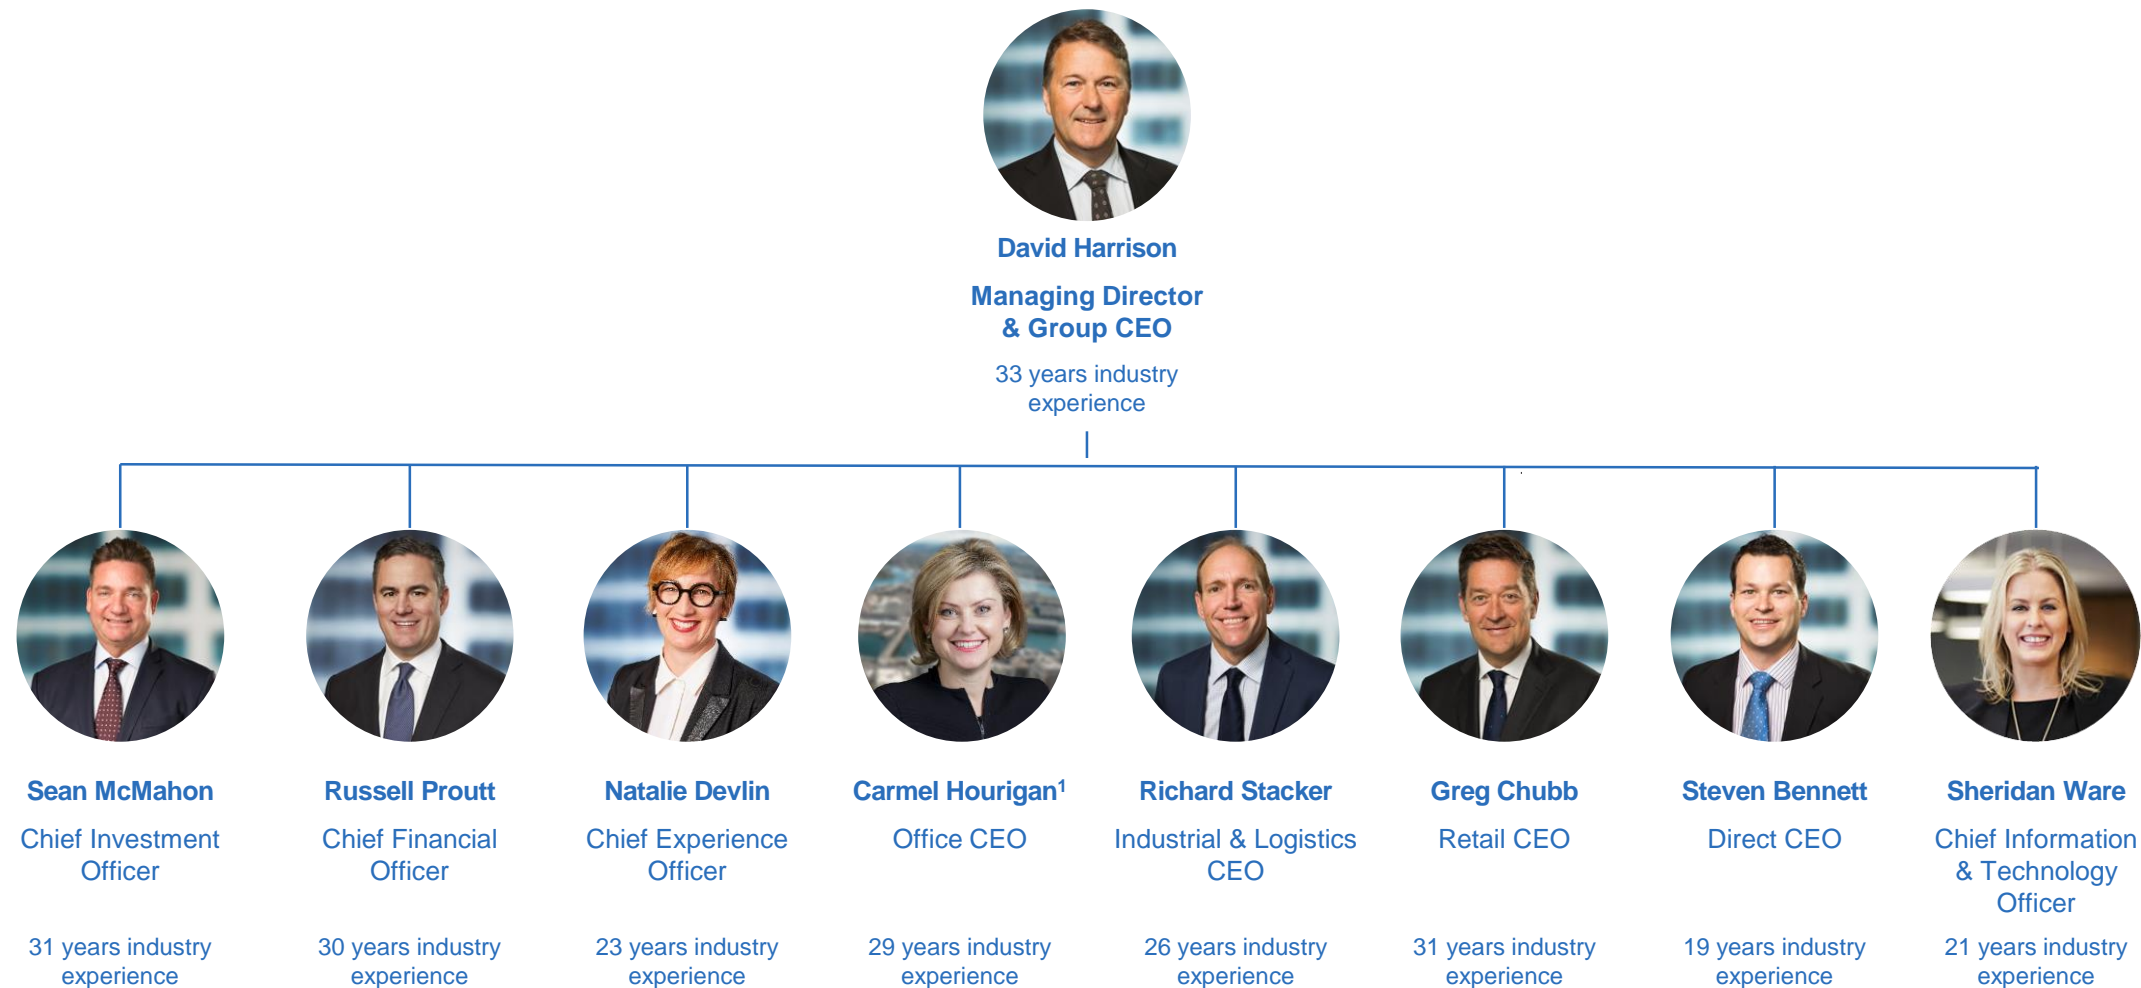 David Harrison
Managing Director
& Group CEO
33 years industry
experience
Sean McMahon
Chief Investment
Officer
31 years industry
experience
Russell Proutt
Chief Financial
Officer
30 years industry
experience
Natalie Devlin
Chief Experience
Officer
23 years industry
experience
Carmel Hourigan¹
Office CEO
29 years industry
experience
Richard Stacker
Industrial & Logistics
CEO
26 years industry
experience
Greg Chubb
Retail CEO
31 years industry
experience
Steven Bennett
Direct CEO
19 years industry
experience
Sheridan Ware
Chief Information
& Technology
Officer
21 years industry
experience